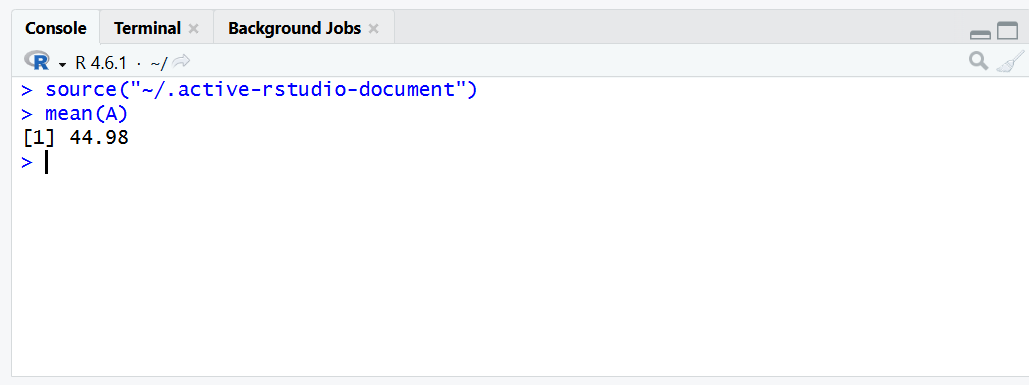 Console Terminal Background Jobs
R R 4.6.1 · ~/
> source("~/.active-rstudio-document")
> mean(A)
[1] 44.98
>